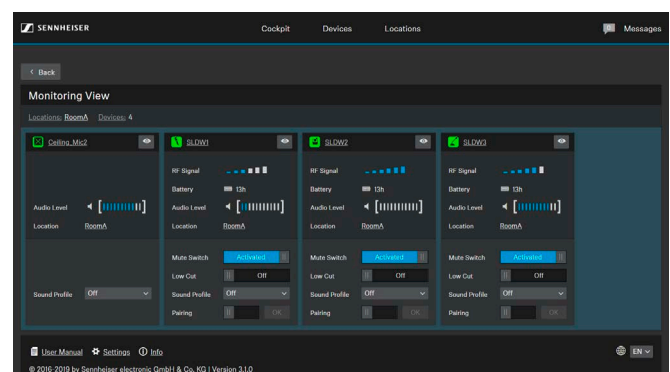 SENNHEISER Cockpit Devices Locations 0 Messages
< Back
Monitoring View
Locations: RoomA Devices: 4
Ceiling_Mic2 SLDW1 SLDW2 SLDW3
RF Signal RF Signal RF Signal
Battery 13h Battery 13h Battery 13h
Audio Level Audio Level Audio Level Audio Level
Location RoomA Location RoomA Location RoomA Location RoomA
Mute Switch Activated Mute Switch Activated Mute Switch Activated
Low Cut Off Low Cut Off Low Cut Off
Sound Profile Off Sound Profile Off Sound Profile Off Sound Profile Off
Pairing OK Pairing OK Pairing OK
User Manual Settings Info EN
© 2016-2019 by Sennheiser electronic GmbH & Co. KG | Version 3.1.0